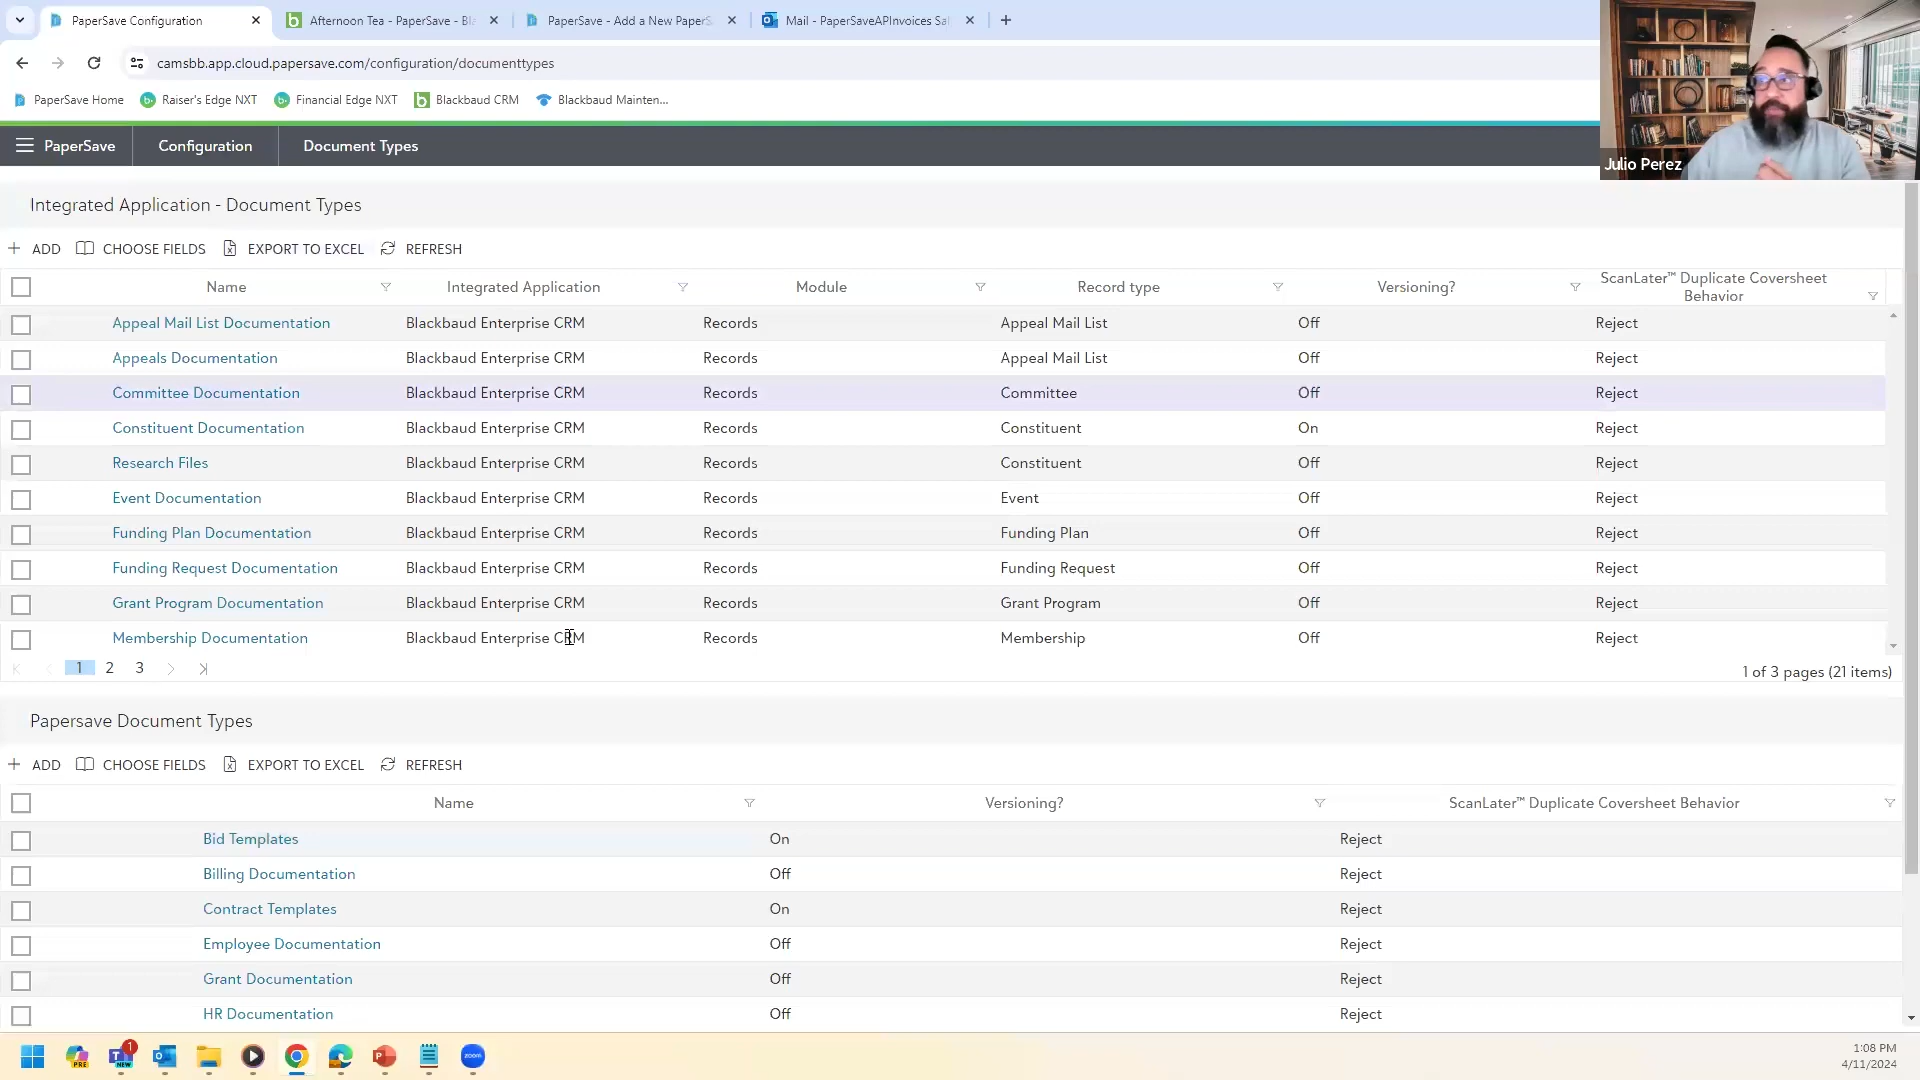 PaperSave Configuration
Afternoon Tea - PaperSave - Bl
PaperSave - Add a New PaperS
Mail - PaperSaveAPInvoices Sa
camsbb.app.cloud.papersave.com/configuration/documenttypes
PaperSave Home Raiser's Edge NXT Financial Edge NXT Blackbaud CRM Blackbaud Mainten...
PaperSave Configuration Document Types
Julio Perez
Integrated Application - Document Types
ADD CHOOSE FIELDS EXPORT TO EXCEL REFRESH
Name Integrated Application Module Record type Versioning? ScanLater™ Duplicate Coversheet Behavior
Appeal Mail List Documentation Blackbaud Enterprise CRM Records Appeal Mail List Off Reject
Appeals Documentation Blackbaud Enterprise CRM Records Appeal Mail List Off Reject
Committee Documentation Blackbaud Enterprise CRM Records Committee Off Reject
Constituent Documentation Blackbaud Enterprise CRM Records Constituent On Reject
Research Files Blackbaud Enterprise CRM Records Constituent Off Reject
Event Documentation Blackbaud Enterprise CRM Records Event Off Reject
Funding Plan Documentation Blackbaud Enterprise CRM Records Funding Plan Off Reject
Funding Request Documentation Blackbaud Enterprise CRM Records Funding Request Off Reject
Grant Program Documentation Blackbaud Enterprise CRM Records Grant Program Off Reject
Membership Documentation Blackbaud Enterprise CRM Records Membership Off Reject
1 2 3
1 of 3 pages (21 items)
Papersave Document Types
ADD CHOOSE FIELDS EXPORT TO EXCEL REFRESH
Name Versioning? ScanLater™ Duplicate Coversheet Behavior
Bid Templates On Reject
Billing Documentation Off Reject
Contract Templates On Reject
Employee Documentation Off Reject
Grant Documentation Off Reject
HR Documentation Off Reject
PRE
1
NEW
zoom
1:08 PM
4/11/2024